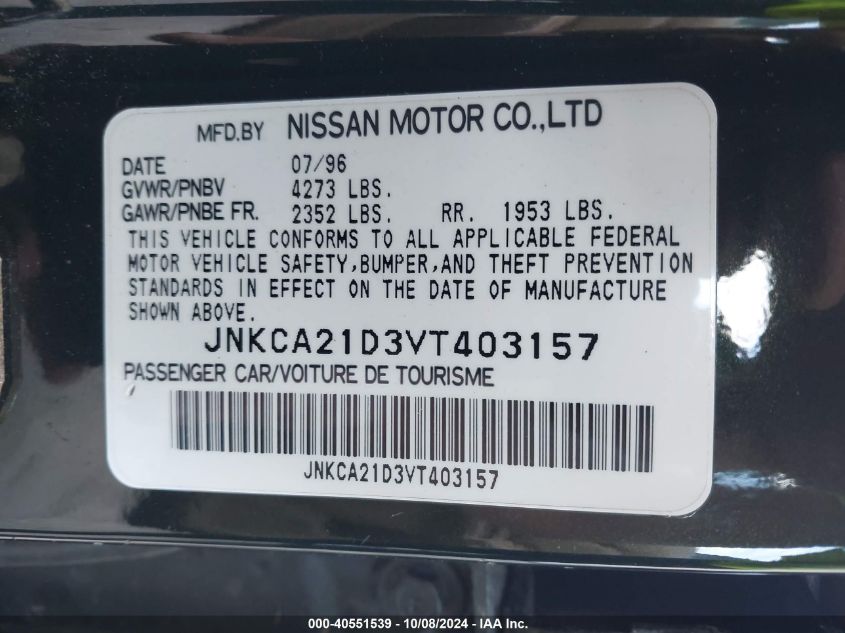 MFD.BY NISSAN MOTOR CO.,LTD
DATE 07/96
GVWR/PNBV 4273 LBS.
GAWR/PNBE FR. 2352 LBS. RR. 1953 LBS.
THIS VEHICLE CONFORMS TO ALL APPLICABLE FEDERAL
MOTOR VEHICLE SAFETY,BUMPER,AND THEFT PREVENTION
STANDARDS IN EFFECT ON THE DATE OF MANUFACTURE
SHOWN ABOVE.
JNKCA21D3VT403157
PASSENGER CAR/VOITURE DE TOURISME
JNKCA21D3VT403157
000-40551539 - 10/08/2024 - IAA Inc.